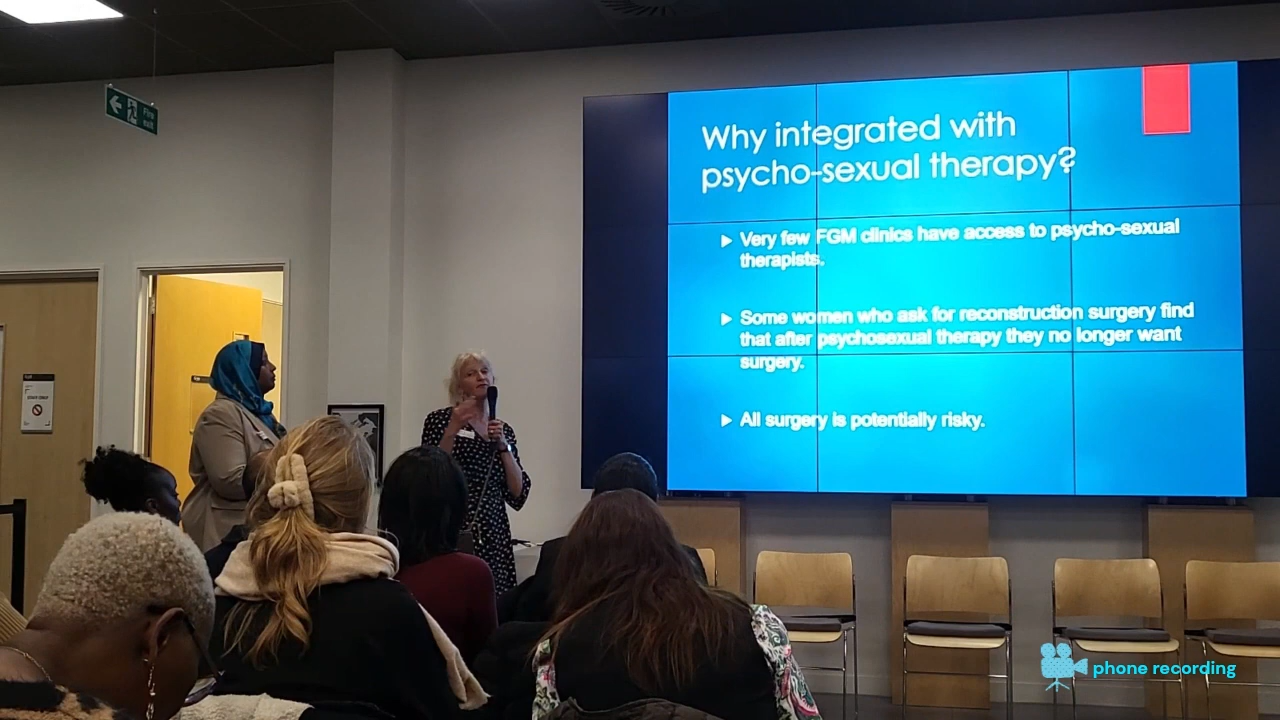 Fire
exit
Why integrated with
psycho-sexual therapy?
Very few FGM clinics have access to psycho-sexual
therapists.
Some women who ask for reconstruction surgery find
that after psychosexual therapy they no longer want
surgery.
All surgery is potentially risky.
phone recording